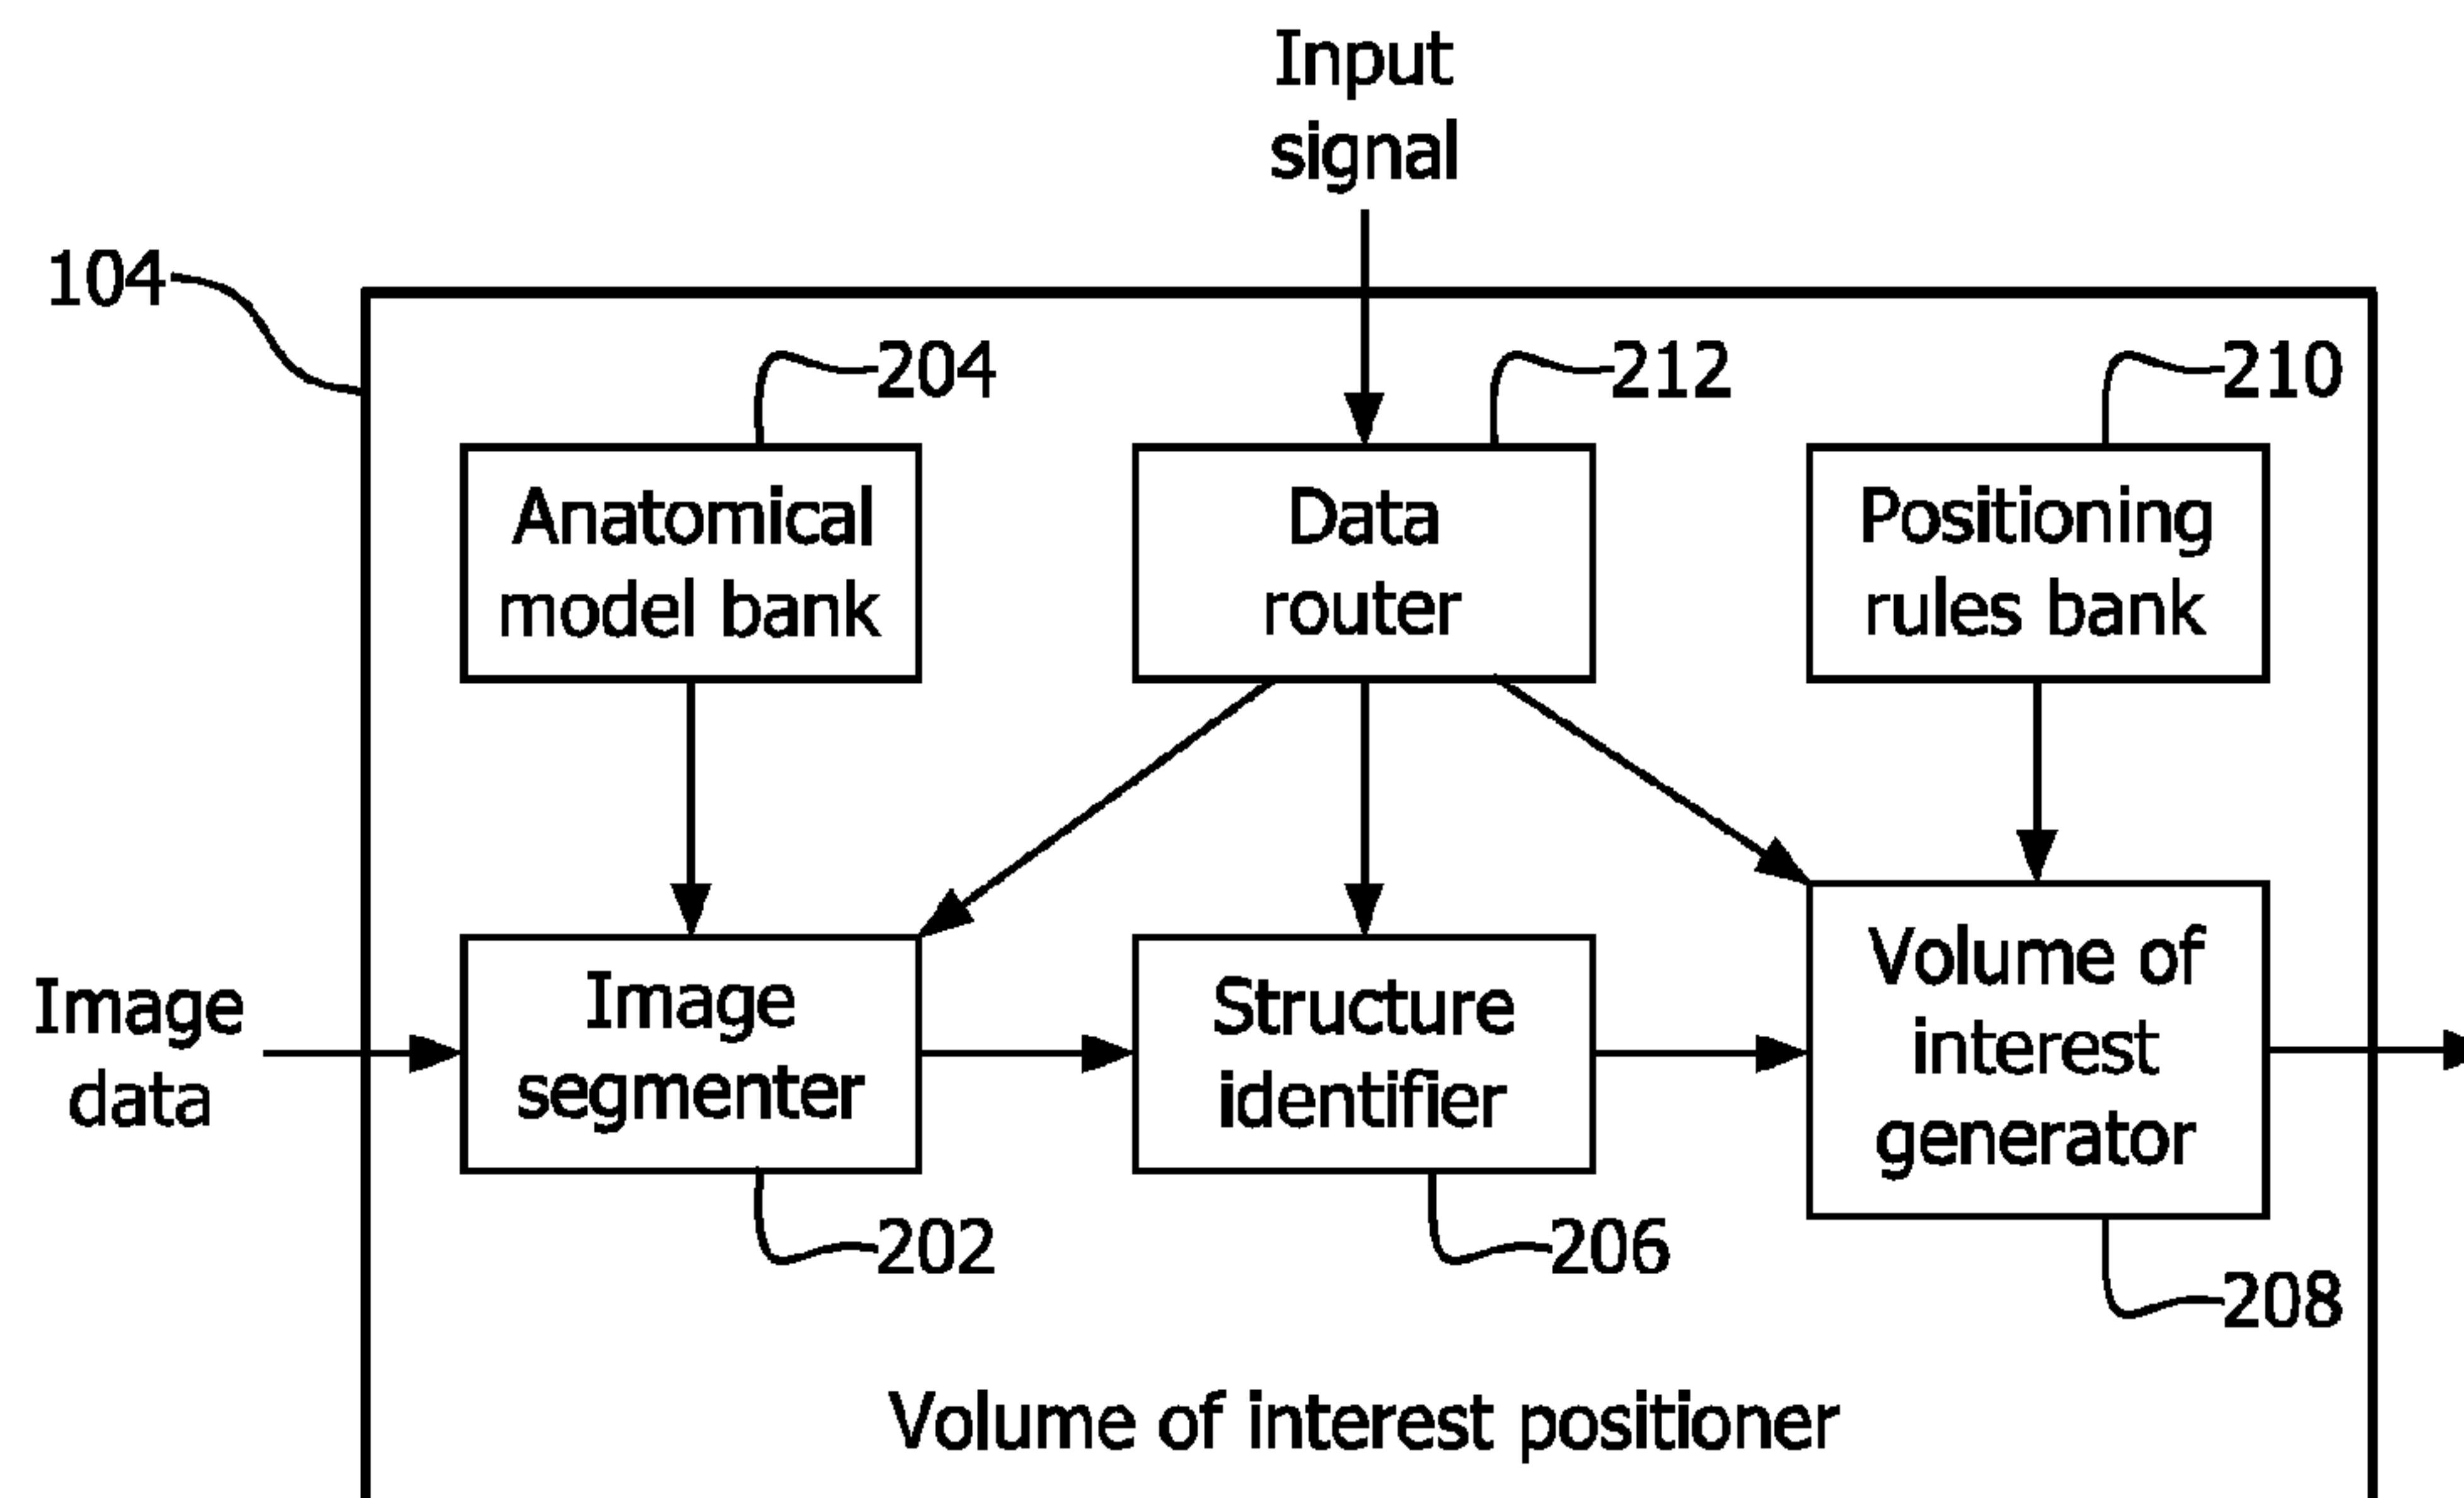 Input
signal
104
204
212
210
Anatomical
model bank
Data
router
Positioning
rules bank
Image
data
Image
segmenter
Structure
identifier
Volume of
interest
generator
202
206
208
Volume of interest positioner